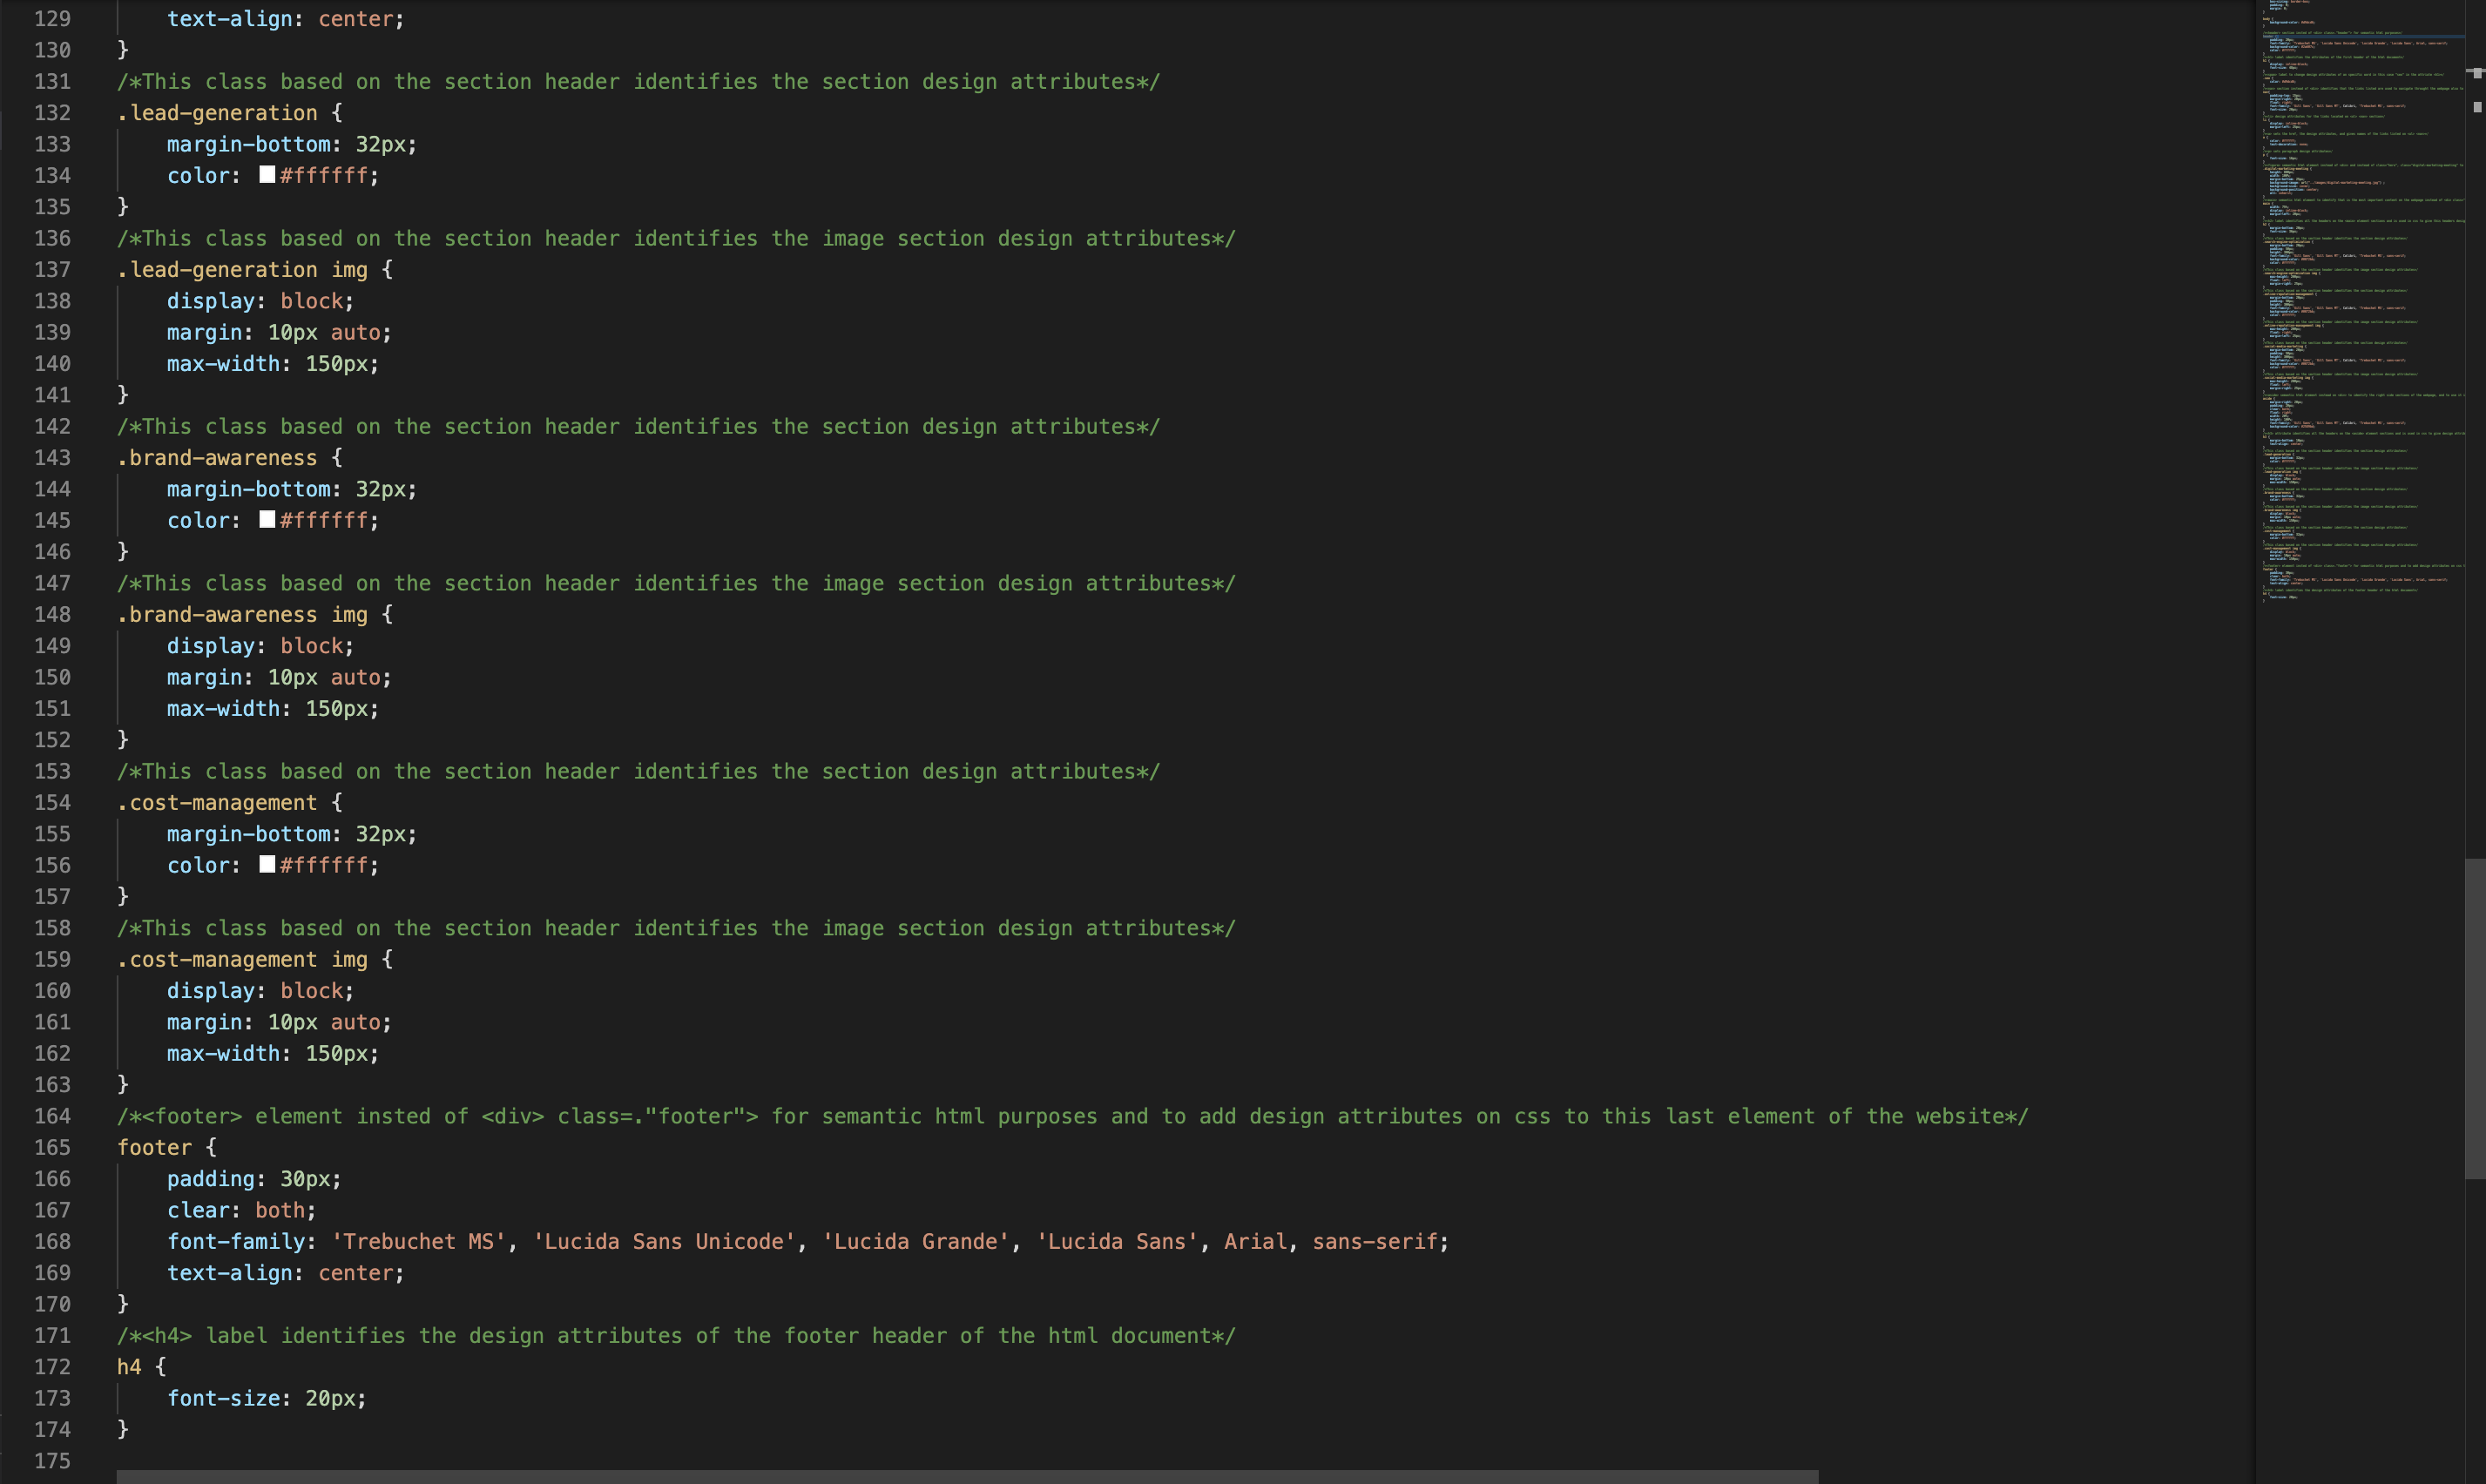 129 text-align: center;
130 }
131 /*This class based on the section header identifies the section design attributes*/
132 .lead-generation {
133 margin-bottom: 32px;
134 color: #ffffff;
135 }
136 /*This class based on the section header identifies the image section design attributes*/
137 .lead-generation img {
138 display: block;
139 margin: 10px auto;
140 max-width: 150px;
141 }
142 /*This class based on the section header identifies the section design attributes*/
143 .brand-awareness {
144 margin-bottom: 32px;
145 color: #ffffff;
146 }
147 /*This class based on the section header identifies the image section design attributes*/
148 .brand-awareness img {
149 display: block;
150 margin: 10px auto;
151 max-width: 150px;
152 }
153 /*This class based on the section header identifies the section design attributes*/
154 .cost-management {
155 margin-bottom: 32px;
156 color: #ffffff;
157 }
158 /*This class based on the section header identifies the image section design attributes*/
159 .cost-management img {
160 display: block;
161 margin: 10px auto;
162 max-width: 150px;
163 }
164 /*<footer> element insted of <div> class=."footer"> for semantic html purposes and to add design attributes on css to this last element of the website*/
165 footer {
166 padding: 30px;
167 clear: both;
168 font-family: 'Trebuchet MS', 'Lucida Sans Unicode', 'Lucida Grande', 'Lucida Sans', Arial, sans-serif;
169 text-align: center;
170 }
171 /*<h4> label identifies the design attributes of the footer header of the html document*/
172 h4 {
173 font-size: 20px;
174 }
175